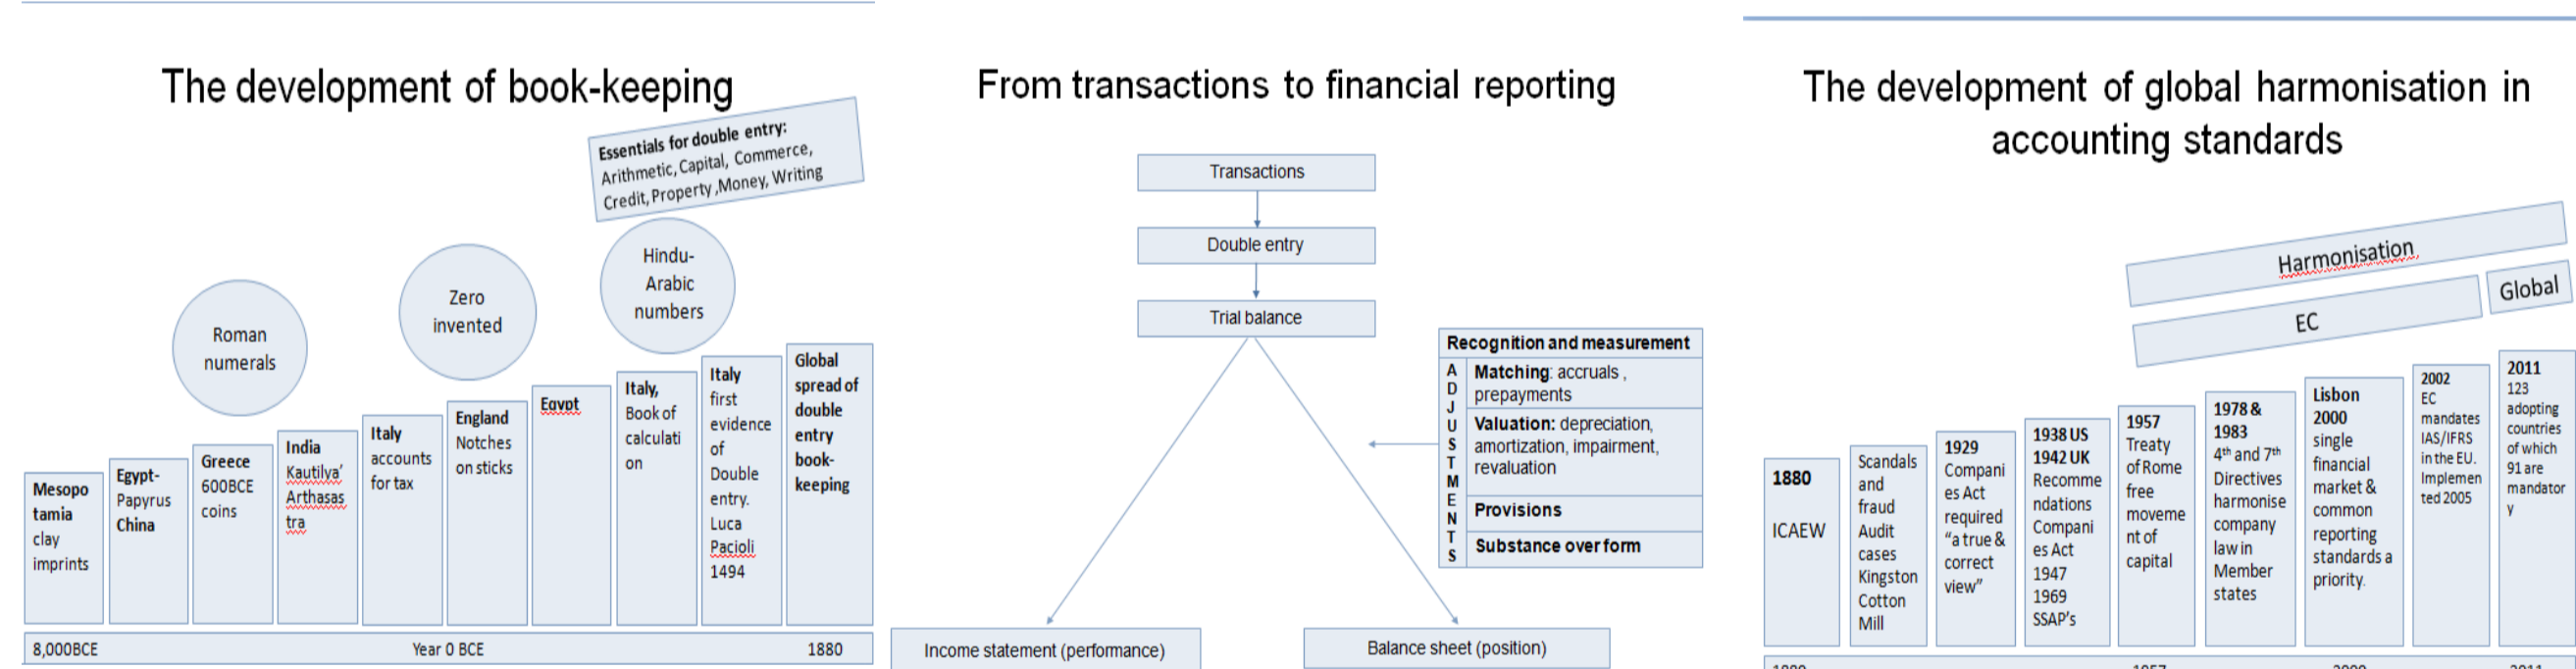 The development of book-keeping
Essentials for double entry:
Arithmetic, Capital, Commerce,
Credit, Property ,Money, Writing
Roman
numerals
Zero
invented
Hindu-
Arabic
numbers
Mesopo
tamia
clay
imprints
Egypt-
Papyrus
China
Greece
600BCE
coins
India
Kautilya'
Arthasas
tra
Italy
accounts
for tax
England
Notches
on sticks
Egypt
Italy,
Book of
calculati
on
Italy
first
evidence
of
Double
entry.
Luca
Pacioli
1494
Global
spread of
double
entry
book-
keeping
8,000BCE
Year 0 BCE
1880
From transactions to financial reporting
Transactions
Double entry
Trial balance
Recognition and measurement
ADJUSTMENTS
Matching: accruals ,
prepayments
Valuation: depreciation,
amortization, impairment,
revaluation
Provisions
Substance over form
Income statement (performance)
Balance sheet (position)
The development of global harmonisation in
accounting standards
Harmonisation
EC
Global
1880
ICAEW
Scandals
and
fraud
Audit
cases
Kingston
Cotton
Mill
1929
Compani
es Act
required
"a true &
correct
view"
1938 US
1942 UK
Recomme
ndations
Compani
es Act
1947
1969
SSAP's
1957
Treaty
of Rome
free
moveme
nt of
capital
1978 &
1983
4th and 7th
Directives
harmonise
company
law in
Member
states
Lisbon
2000
single
financial
market &
common
reporting
standards a
priority.
2002
EC
mandates
IAS/IFRS
in the EU.
Implemen
ted 2005
2011
123
adopting
countries
of which
91 are
mandator
y